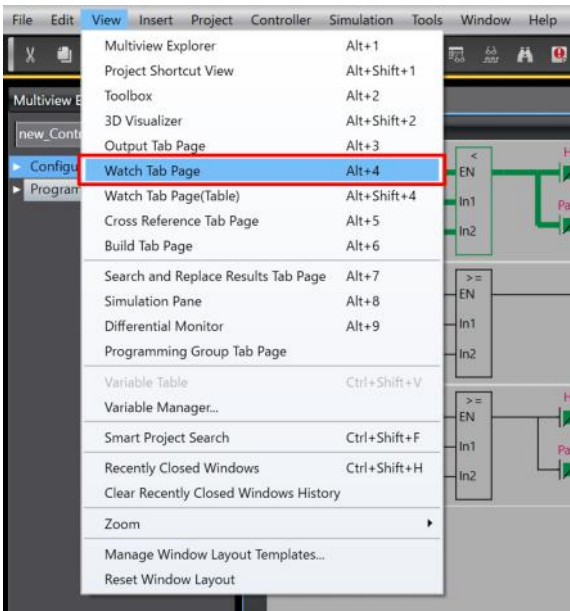 File Edit View Insert Project Controller Simulation Tools Window Help
Multiview Explorer Alt+1
Project Shortcut View Alt+Shift+1
Toolbox Alt+2
3D Visualizer Alt+Shift+2
Output Tab Page Alt+3
Watch Tab Page Alt+4
Watch Tab Page(Table) Alt+Shift+4
Cross Reference Tab Page Alt+5
Build Tab Page Alt+6
Search and Replace Results Tab Page Alt+7
Simulation Pane Alt+8
Differential Monitor Alt+9
Programming Group Tab Page
Variable Table Ctrl+Shift+V
Variable Manager...
Smart Project Search Ctrl+Shift+F
Recently Closed Windows Ctrl+Shift+H
Clear Recently Closed Windows History
Zoom
Manage Window Layout Templates...
Reset Window Layout
Multiview E
new_Contr
Configu
Program
<
EN
In1
In2
H
Pa
>=
EN
In1
In2
>=
EN
In1
In2
H
Pa